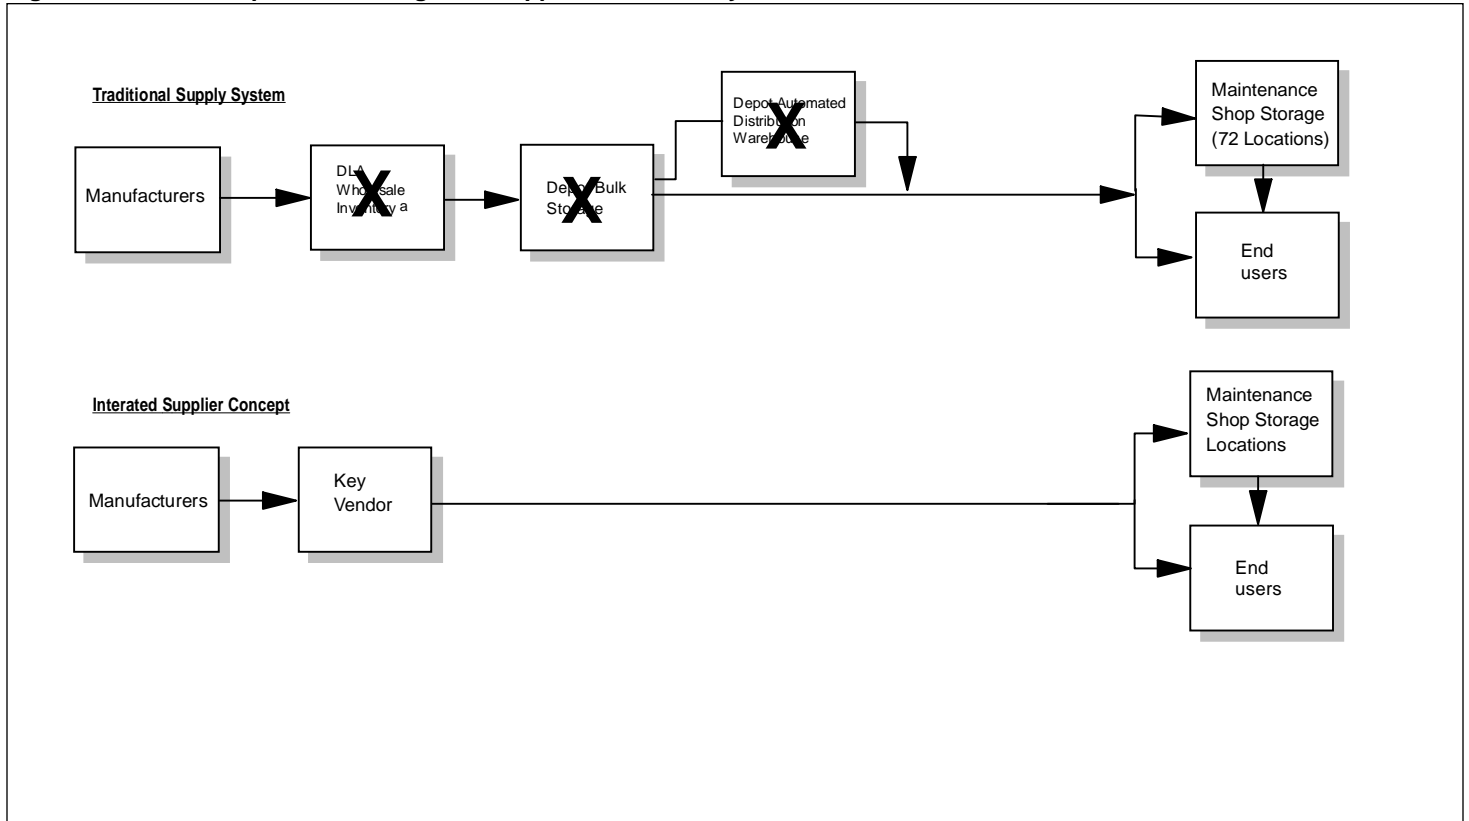 Traditional Supply System
Manufacturers
DLA
Wholesale
Inventory a
X
Depot Bulk
Storage
X
Depot Automated
Distribution
Warehouse
X
Maintenance
Shop Storage
(72 Locations)
End
users
Interated Supplier Concept
Manufacturers
Key
Vendor
Maintenance
Shop Storage
Locations
End
users